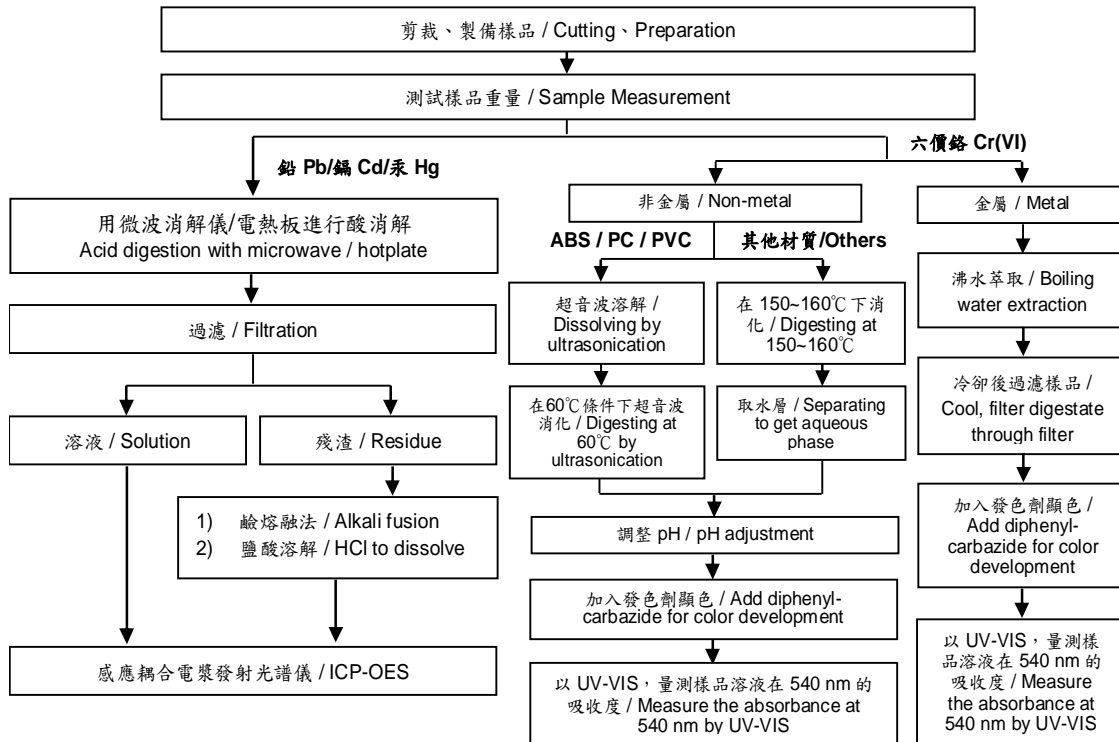 剪裁、製備樣品 / Cutting、Preparation
測試樣品重量 / Sample Measurement
鉛 Pb/鎘 Cd/汞 Hg
六價鉻 Cr(VI)
用微波消解儀/電熱板進行酸消解
Acid digestion with microwave / hotplate
過濾 / Filtration
溶液 / Solution
殘渣 / Residue
1) 鹼熔融法 / Alkali fusion
2) 鹽酸溶解 / HCl to dissolve
感應耦合電漿發射光譜儀 / ICP-OES
非金屬 / Non-metal
ABS / PC / PVC
其他材質/Others
超音波溶解 /
Dissolving by
ultrasonication
在60℃條件下超音波
消化 / Digesting at
60℃ by
ultrasonication
在 150~160℃下消
化 / Digesting at
150~160℃
取水層 / Separating
to get aqueous
phase
調整 pH / pH adjustment
加入發色劑顯色 / Add diphenyl-
carbazide for color development
以 UV-VIS，量測樣品溶液在 540 nm 的
吸收度 / Measure the absorbance at
540 nm by UV-VIS
金屬 / Metal
沸水萃取 / Boiling
water extraction
冷卻後過濾樣品 /
Cool, filter digestate
through filter
加入發色劑顯色 /
Add diphenyl-
carbazide for color
development
以 UV-VIS，量測樣
品溶液在 540 nm 的
吸收度 / Measure
the absorbance at
540 nm by UV-VIS